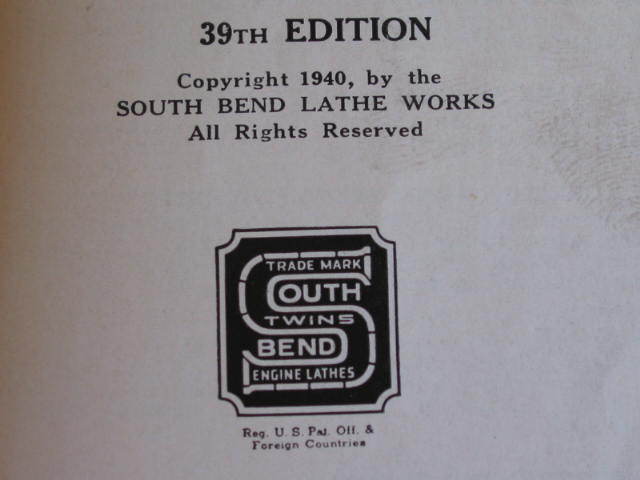 39TH EDITION
Copyright 1940, by the
SOUTH BEND LATHE WORKS
All Rights Reserved
TRADE MARK
SOUTH
TWINS
BEND
ENGINE LATHES
Reg. U. S. Pat. Off. &
Foreign Countries